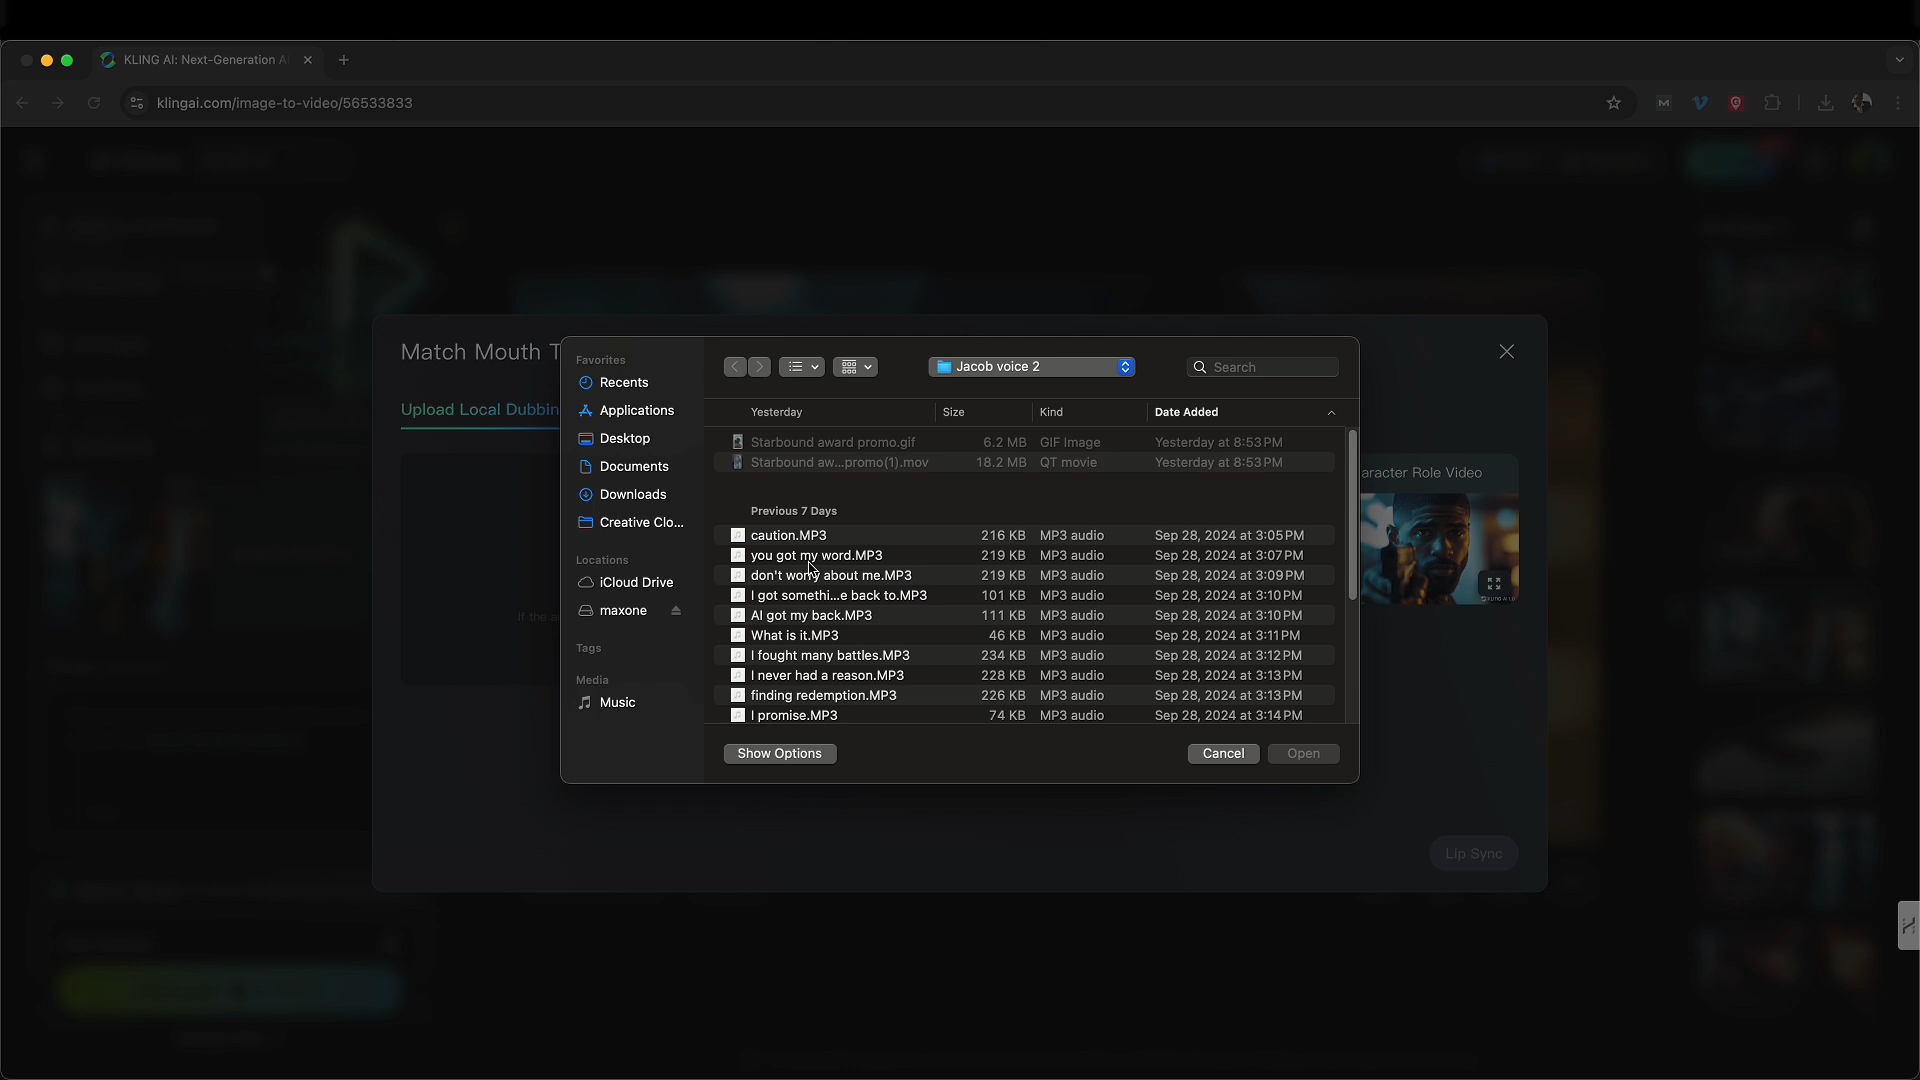 KLING AI: Next-Generation AI
klingai.com/image-to-video/56533833
Match Mouth T
Upload Local Dubbin
If the a
Favorites
Recents
Applications
Desktop
Documents
Downloads
Creative Clo...
Locations
iCloud Drive
maxone
Tags
Media
Music
Jacob voice 2
Search
Yesterday Size Kind Date Added
Starbound award promo.gif 6.2 MB GIF Image Yesterday at 8:53 PM
Starbound aw...promo(1).mov 18.2 MB QT movie Yesterday at 8:53 PM
Previous 7 Days
caution.MP3 216 KB MP3 audio Sep 28, 2024 at 3:05 PM
you got my word.MP3 219 KB MP3 audio Sep 28, 2024 at 3:07 PM
don't worry about me.MP3 219 KB MP3 audio Sep 28, 2024 at 3:09 PM
I got somethi...e back to.MP3 101 KB MP3 audio Sep 28, 2024 at 3:10 PM
AI got my back.MP3 111 KB MP3 audio Sep 28, 2024 at 3:10 PM
What is it.MP3 46 KB MP3 audio Sep 28, 2024 at 3:11 PM
I fought many battles.MP3 234 KB MP3 audio Sep 28, 2024 at 3:12 PM
I never had a reason.MP3 228 KB MP3 audio Sep 28, 2024 at 3:13 PM
finding redemption.MP3 226 KB MP3 audio Sep 28, 2024 at 3:13 PM
I promise.MP3 74 KB MP3 audio Sep 28, 2024 at 3:14 PM
Show Options
Cancel
Open
aracter Role Video
KLING AI 1.0
Lip Sync